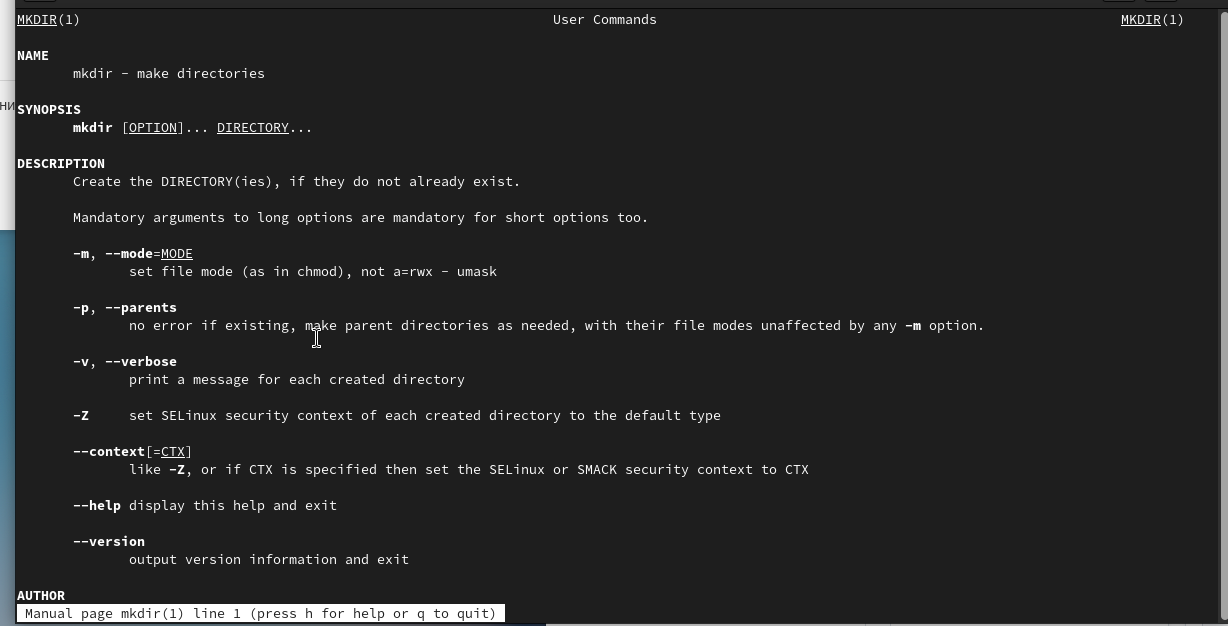 MKDIR(1) User Commands MKDIR(1)
NAME
mkdir - make directories
SYNOPSIS
mkdir [OPTION]... DIRECTORY...
DESCRIPTION
Create the DIRECTORY(ies), if they do not already exist.
Mandatory arguments to long options are mandatory for short options too.
-m, --mode=MODE
set file mode (as in chmod), not a=rwx - umask
-p, --parents
no error if existing, make parent directories as needed, with their file modes unaffected by any -m option.
-v, --verbose
print a message for each created directory
-Z set SELinux security context of each created directory to the default type
--context[=CTX]
like -Z, or if CTX is specified then set the SELinux or SMACK security context to CTX
--help display this help and exit
--version
output version information and exit
AUTHOR
Manual page mkdir(1) line 1 (press h for help or q to quit)